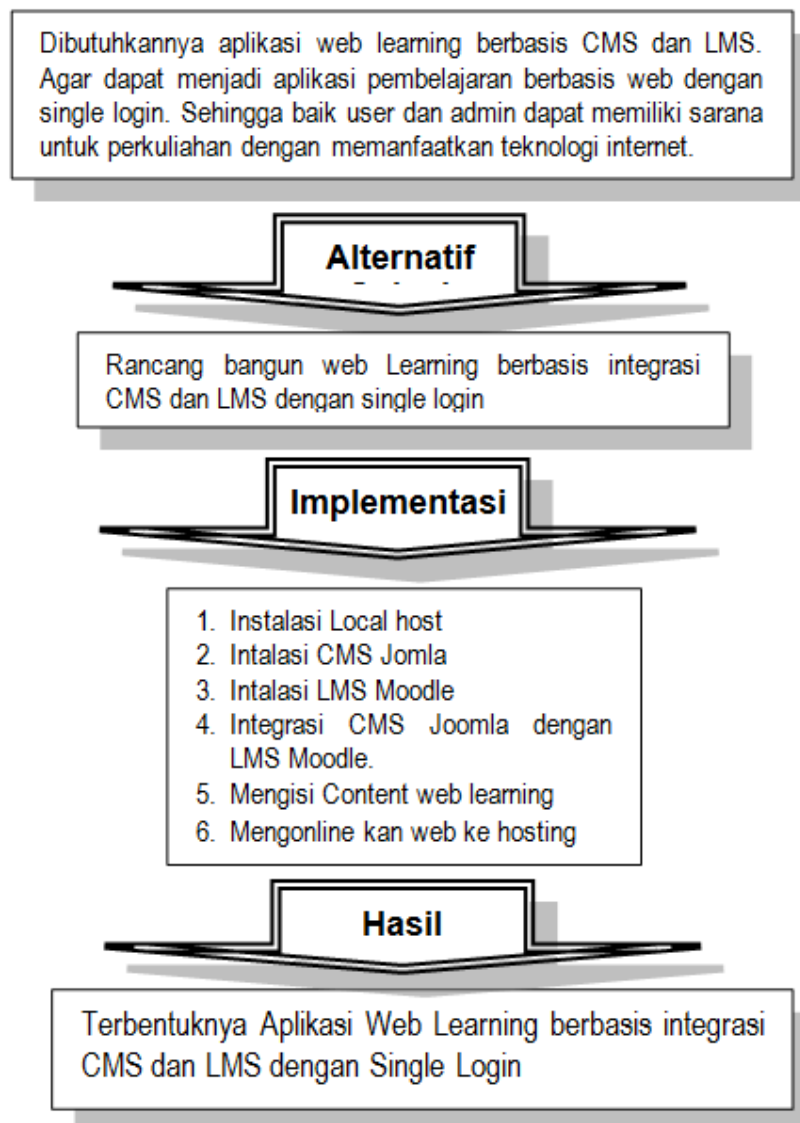 Dibutuhkannya aplikasi web learning berbasis CMS dan LMS.
Agar dapat menjadi aplikasi pembelajaran berbasis web dengan
single login. Sehingga baik user dan admin dapat memiliki sarana
untuk perkuliahan dengan memanfaatkan teknologi internet.
Alternatif
Rancang bangun web Learning berbasis integrasi
CMS dan LMS dengan single login
Implementasi
1. Instalasi Local host
2. Intalasi CMS Jomla
3. Intalasi LMS Moodle
4. Integrasi CMS Joomla dengan
LMS Moodle.
5. Mengisi Content web learning
6. Mengonline kan web ke hosting
Hasil
Terbentuknya Aplikasi Web Learning berbasis integrasi
CMS dan LMS dengan Single Login